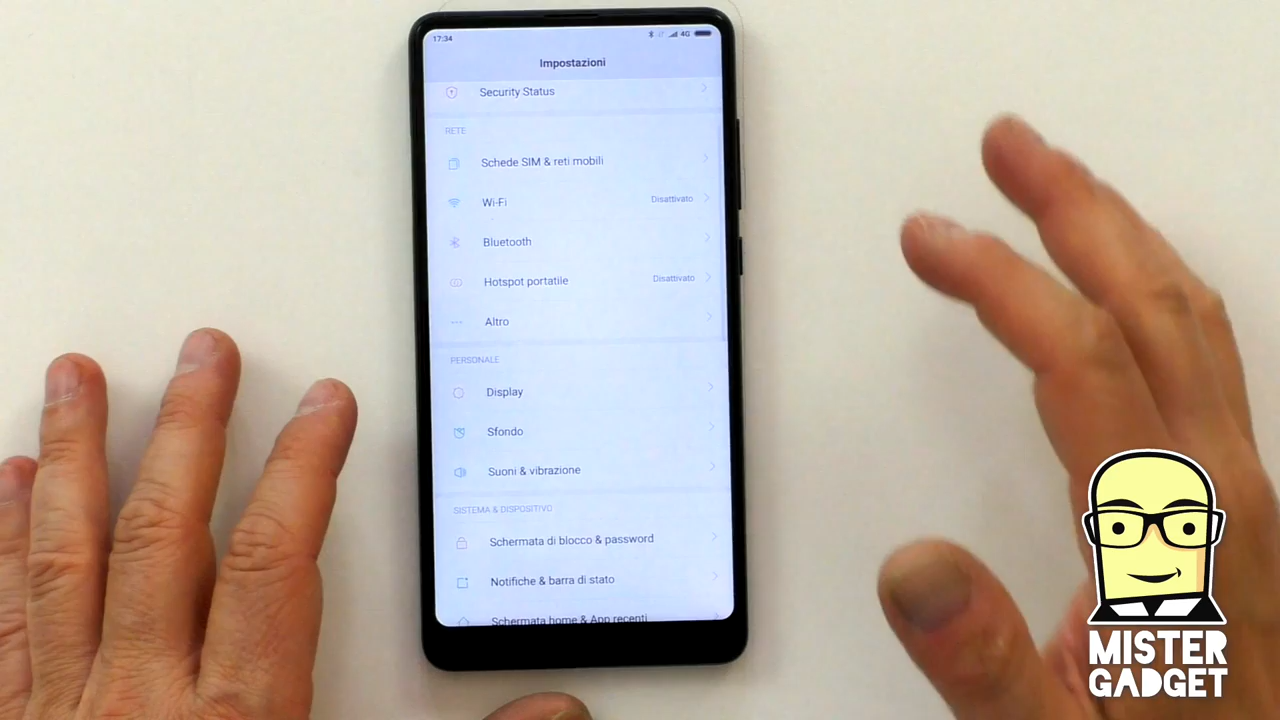 17:34
4G
Impostazioni
Security Status
RETE
Schede SIM & reti mobili
Wi-Fi
Disattivato
Bluetooth
Hotspot portatile
Disattivato
Altro
PERSONALE
Display
Sfondo
Suoni & vibrazione
SISTEMA & DISPOSITIVO
Schermata di blocco & password
Notifiche & barra di stato
Schermata home & App recenti
MISTER
GADGET